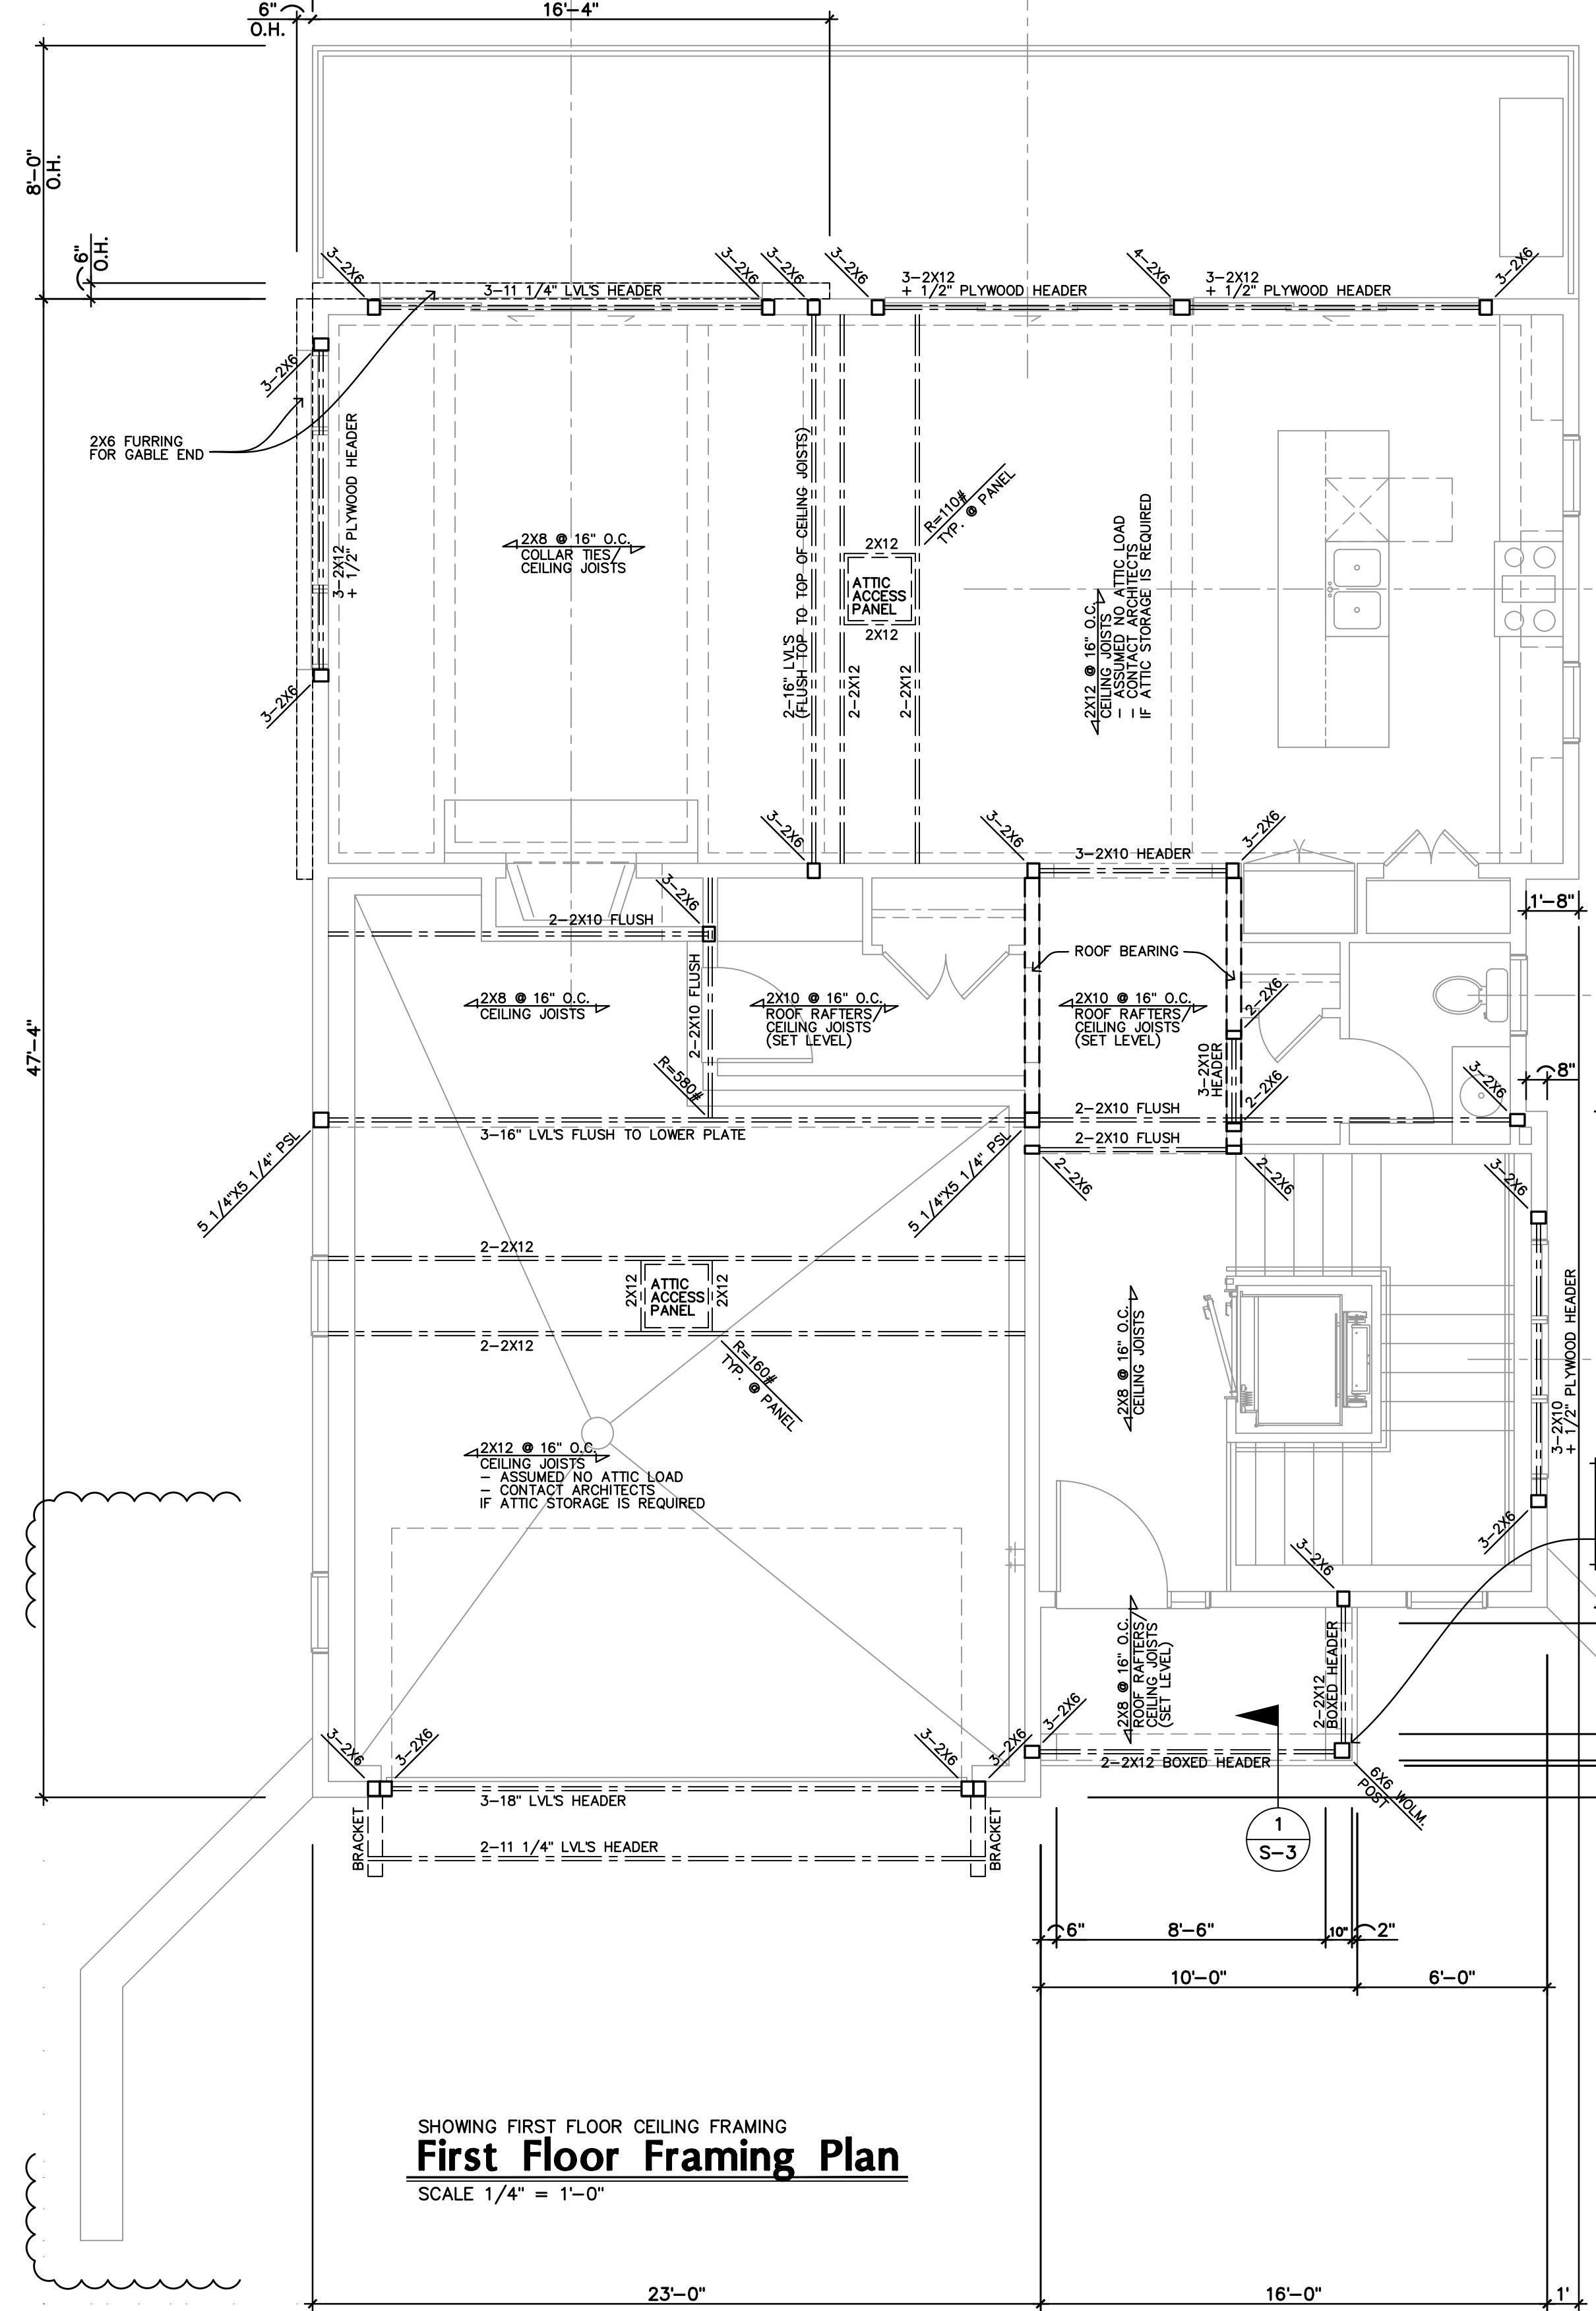 6"
O.H.
16'-4"
8'-0"
O.H.
6"
O.H.
3-2X6
3-11 1/4" LVL'S HEADER
3-2X6
3-2X6
3-2X6
3-2X12
+ 1/2" PLYWOOD HEADER
4-2X6
3-2X12
+ 1/2" PLYWOOD HEADER
3-2X6
3-2X6
2X6 FURRING
FOR GABLE END
3-2X12
+ 1/2" PLYWOOD HEADER
3-2X6
2X8 @ 16" O.C.
COLLAR TIES/
CEILING JOISTS
2-16" LVL'S
(FLUSH TOP TO TOP OF CEILING JOISTS)
2-2X12
2-2X12
2X12
ATTIC
ACCESS
PANEL
2X12
R=110#
TYP. @ PANEL
2X12 @ 16" O.C.
CEILING JOISTS
- ASSUMED NO ATTIC LOAD
- CONTACT ARCHITECTS
IF ATTIC STORAGE IS REQUIRED
3-2X6
3-2X6
3-2X10 HEADER
3-2X6
3-2X6
2-2X10 FLUSH
2-2X10 FLUSH
1'-8"
ROOF BEARING
2X8 @ 16" O.C.
CEILING JOISTS
2X10 @ 16" O.C.
ROOF RAFTERS/
CEILING JOISTS
(SET LEVEL)
2X10 @ 16" O.C.
ROOF RAFTERS/
CEILING JOISTS
(SET LEVEL)
2-2X6
3-2X10
HEADER
2-2X6
3-2X6
8"
47'-4"
R=580#
3-16" LVL'S FLUSH TO LOWER PLATE
2-2X10 FLUSH
2-2X10 FLUSH
5 1/4"X5 1/4" PSL
5 1/4"X5 1/4" PSL
2-2X6
2-2X6
3-2X6
2-2X12
2X12
ATTIC
ACCESS
PANEL
2X12
2-2X12
R=160#
TYP. @ PANEL
2X8 @ 16" O.C.
CEILING JOISTS
3-2X10
+ 1/2" PLYWOOD HEADER
3-2X6
2X12 @ 16" O.C.
CEILING JOISTS
- ASSUMED NO ATTIC LOAD
- CONTACT ARCHITECTS
IF ATTIC STORAGE IS REQUIRED
3-2X6
2X8 @ 16" O.C.
ROOF RAFTERS/
CEILING JOISTS
(SET LEVEL)
2-2X12
BOXED HEADER
3-2X6
2-2X12 BOXED HEADER
6X6 WOLM.
POST
3-2X6
3-2X6
3-2X6
3-2X6
3-18" LVL'S HEADER
BRACKET
2-11 1/4" LVL'S HEADER
BRACKET
1
S-3
6"
8'-6"
10"
2"
10'-0"
6'-0"
SHOWING FIRST FLOOR CEILING FRAMING
First Floor Framing Plan
SCALE 1/4" = 1'-0"
23'-0"
16'-0"
1'